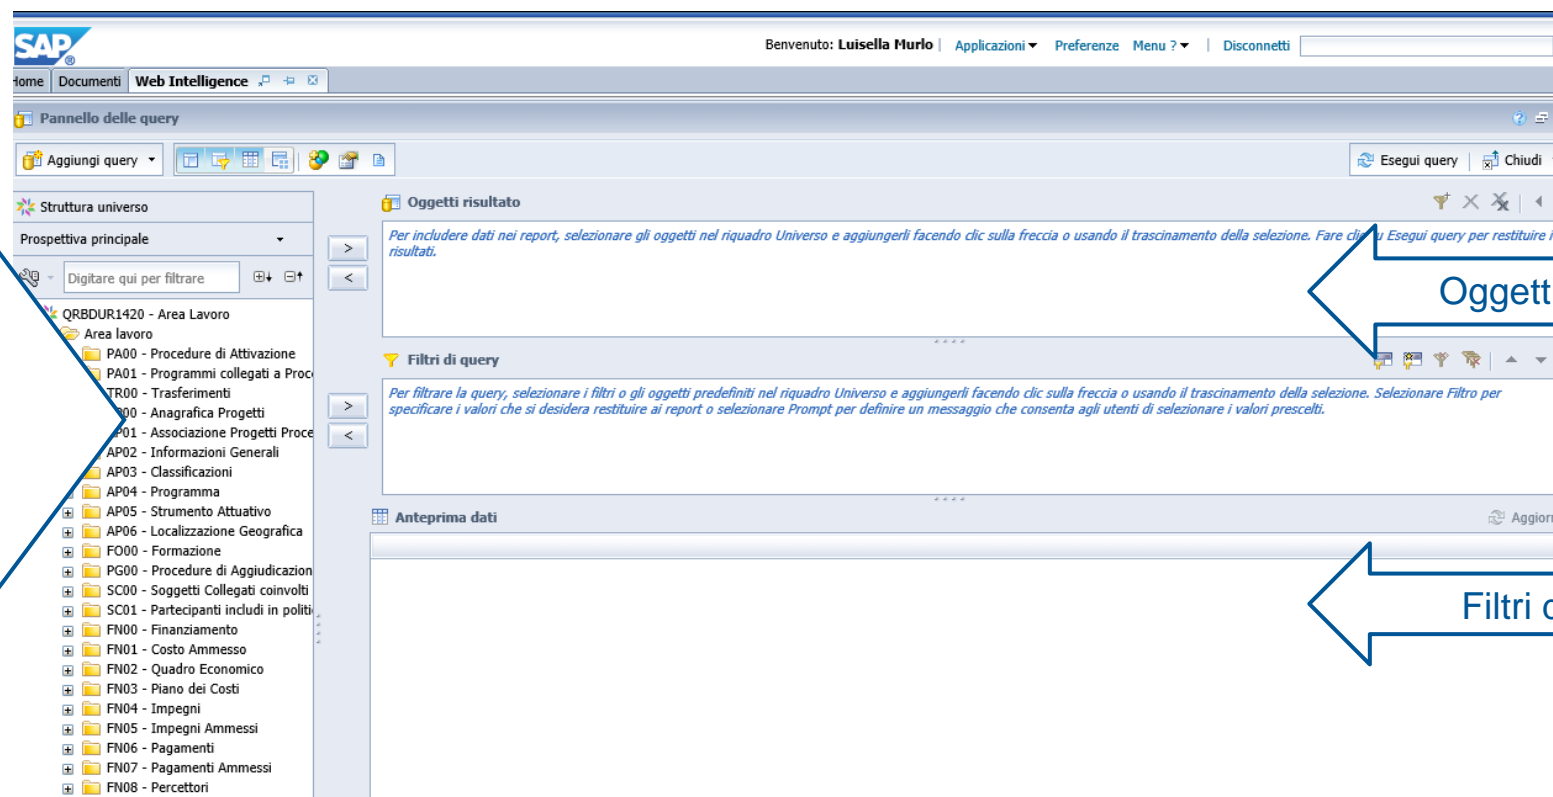 SAP
Benvenuto: Luisella Murlo | Applicazioni Preferenze Menu ? | Disconnetti
Home Documenti Web Intelligence
Pannello delle query
Aggiungi query
Esegui query Chiudi
Struttura universo
Prospettiva principale
Digitare qui per filtrare
QRBDUR1420 - Area Lavoro
Area lavoro
PA00 - Procedure di Attivazione
PA01 - Programmi collegati a Proc
TR00 - Trasferimenti
AP00 - Anagrafica Progetti
AP01 - Associazione Progetti Proce
AP02 - Informazioni Generali
AP03 - Classificazioni
AP04 - Programma
AP05 - Strumento Attuativo
AP06 - Localizzazione Geografica
FO00 - Formazione
PG00 - Procedure di Aggiudicazion
SC00 - Soggetti Collegati coinvolti
SC01 - Partecipanti includi in politi
FN00 - Finanziamento
FN01 - Costo Ammesso
FN02 - Quadro Economico
FN03 - Piano dei Costi
FN04 - Impegni
FN05 - Impegni Ammessi
FN06 - Pagamenti
FN07 - Pagamenti Ammessi
FN08 - Percettori
>
<
Oggetti risultato
Per includere dati nei report, selezionare gli oggetti nel riquadro Universo e aggiungerli facendo clic sulla freccia o usando il trascinamento della selezione. Fare clic su Esegui query per restituire i
risultati.
Oggett
Filtri di query
>
<
Per filtrare la query, selezionare i filtri o gli oggetti predefiniti nel riquadro Universo e aggiungerli facendo clic sulla freccia o usando il trascinamento della selezione. Selezionare Filtro per
specificare i valori che si desidera restituire ai report o selezionare Prompt per definire un messaggio che consenta agli utenti di selezionare i valori prescelti.
Anteprima dati
Aggior
Filtri